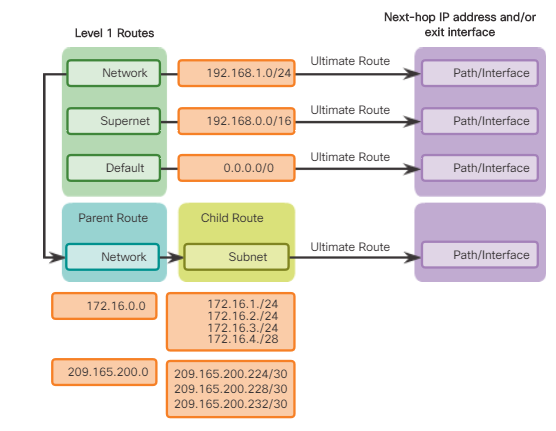 Next-hop IP address and/or
exit interface
Level 1 Routes
Network
192.168.1.0/24
Ultimate Route
Path/Interface
Supernet
192.168.0.0/16
Ultimate Route
Path/Interface
Default
0.0.0.0/0
Ultimate Route
Path/Interface
Parent Route
Child Route
Network
Subnet
Ultimate Route
Path/Interface
172.16.0.0
172.16.1./24
172.16.2./24
172.16.3./24
172.16.4./28
209.165.200.0
209.165.200.224/30
209.165.200.228/30
209.165.200.232/30